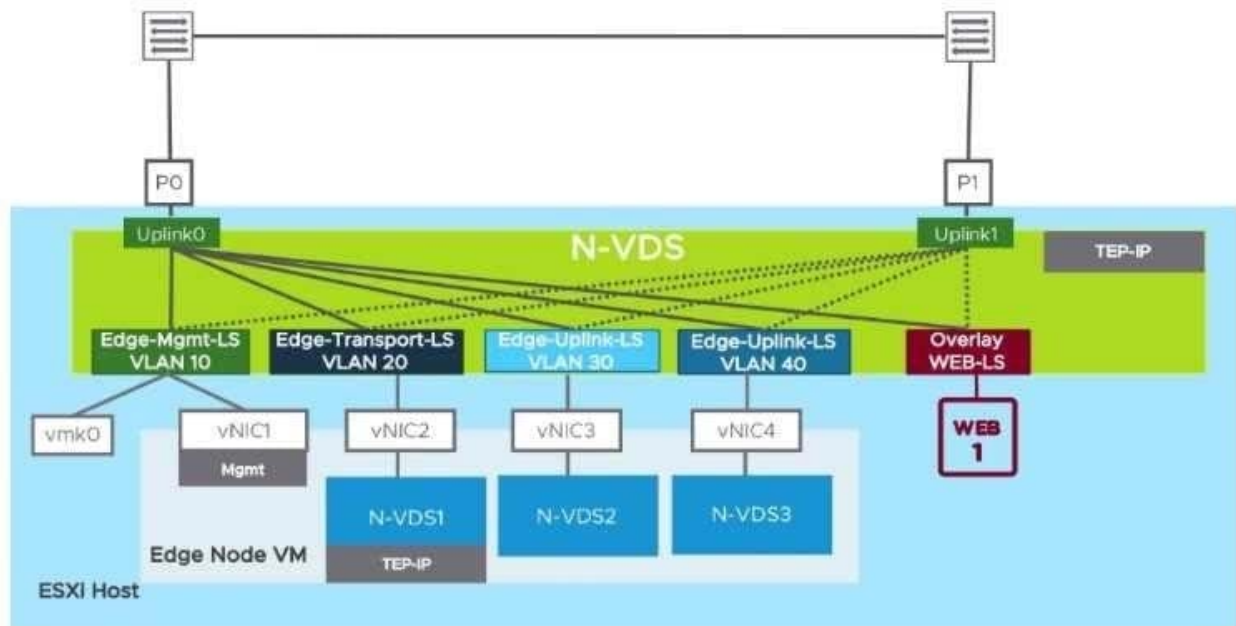 P0
P1
Uplink0
N-VDS
Uplink1
TEP-IP
Edge-Mgmt-LS
VLAN 10
Edge-Transport-LS
VLAN 20
Edge-Uplink-LS
VLAN 30
Edge-Uplink-LS
VLAN 40
Overlay
WEB-LS
vmk0
vNIC1
Mgmt
vNIC2
vNIC3
vNIC4
WEB
1
N-VDS1
TEP-IP
N-VDS2
N-VDS3
Edge Node VM
ESXI Host